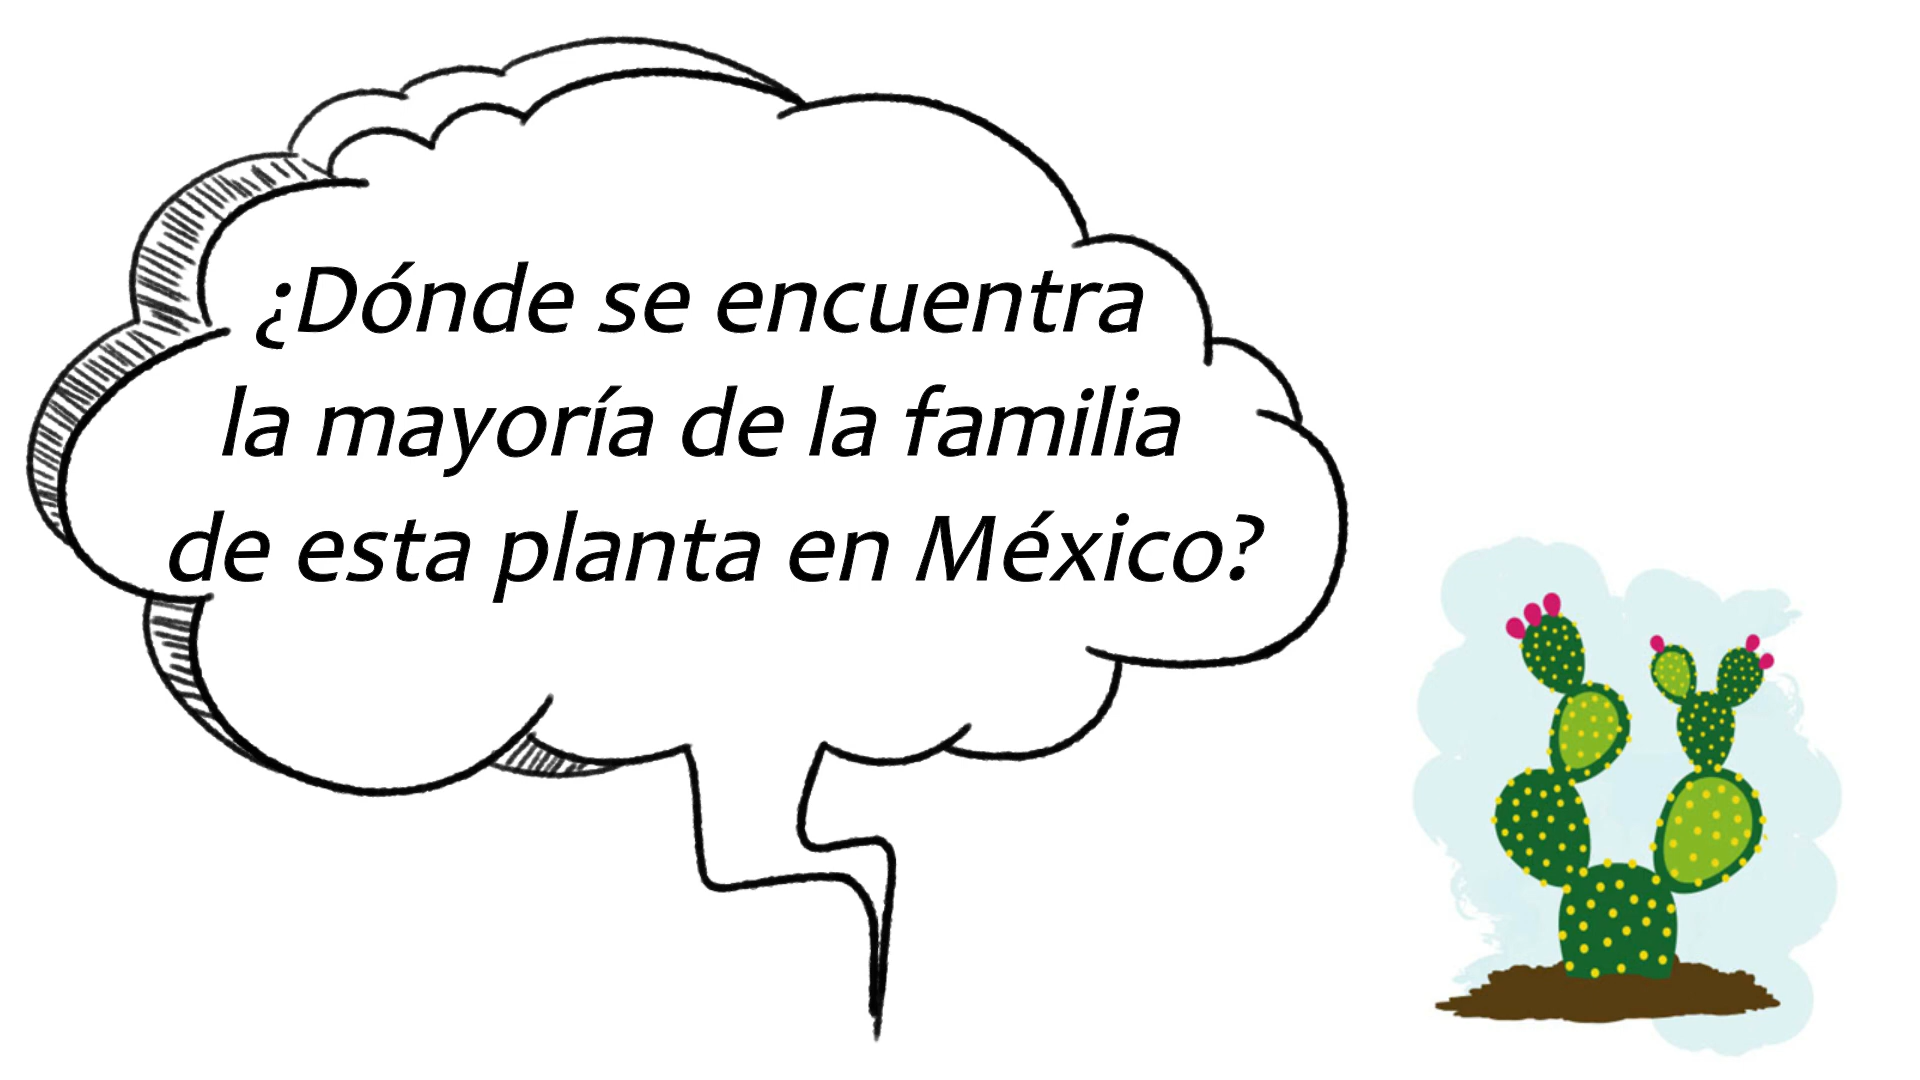 ¿Dónde se encuentra
la mayoría de la familia
de esta planta en México?